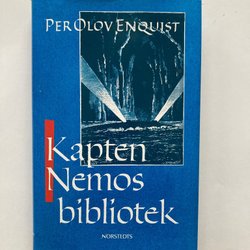 PER OLOV ENQUIST
Kapten
Nemos
bibliotek
NORSTEDTS